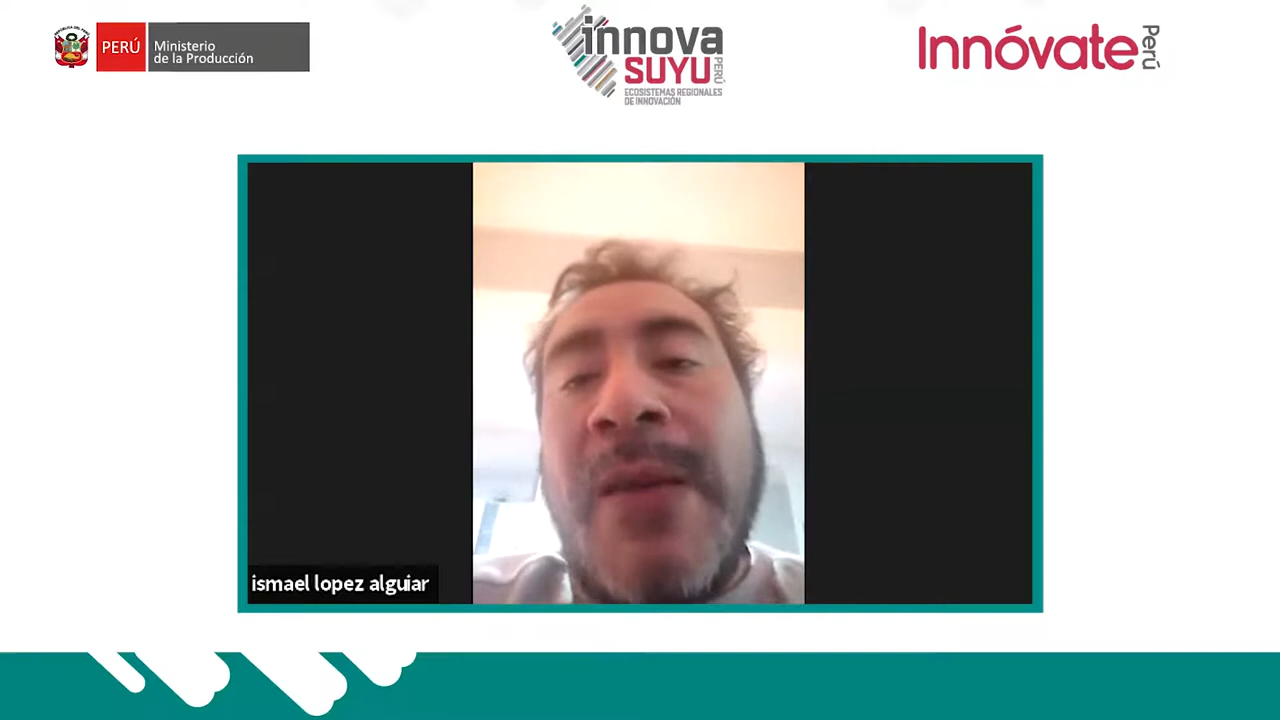 PERÚ
Ministerio
de la Producción
innova
SUYU
PERÚ
ECOSISTEMAS REGIONALES
DE INNOVACIÓN
Innóvate
Perú
ismael lopez alguiar